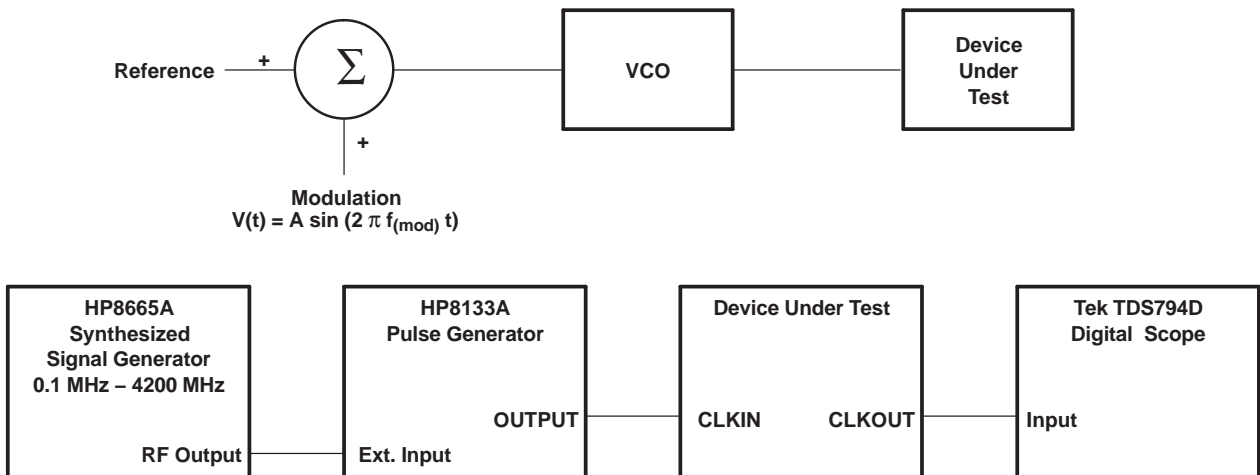 Reference
+
Σ
+
VCO
Device
Under
Test
Modulation
V(t) = A sin (2 π f(mod) t)
HP8665A
Synthesized
Signal Generator
0.1 MHz – 4200 MHz
RF Output
HP8133A
Pulse Generator
OUTPUT
Ext. Input
Device Under Test
CLKIN
CLKOUT
Tek TDS794D
Digital Scope
Input